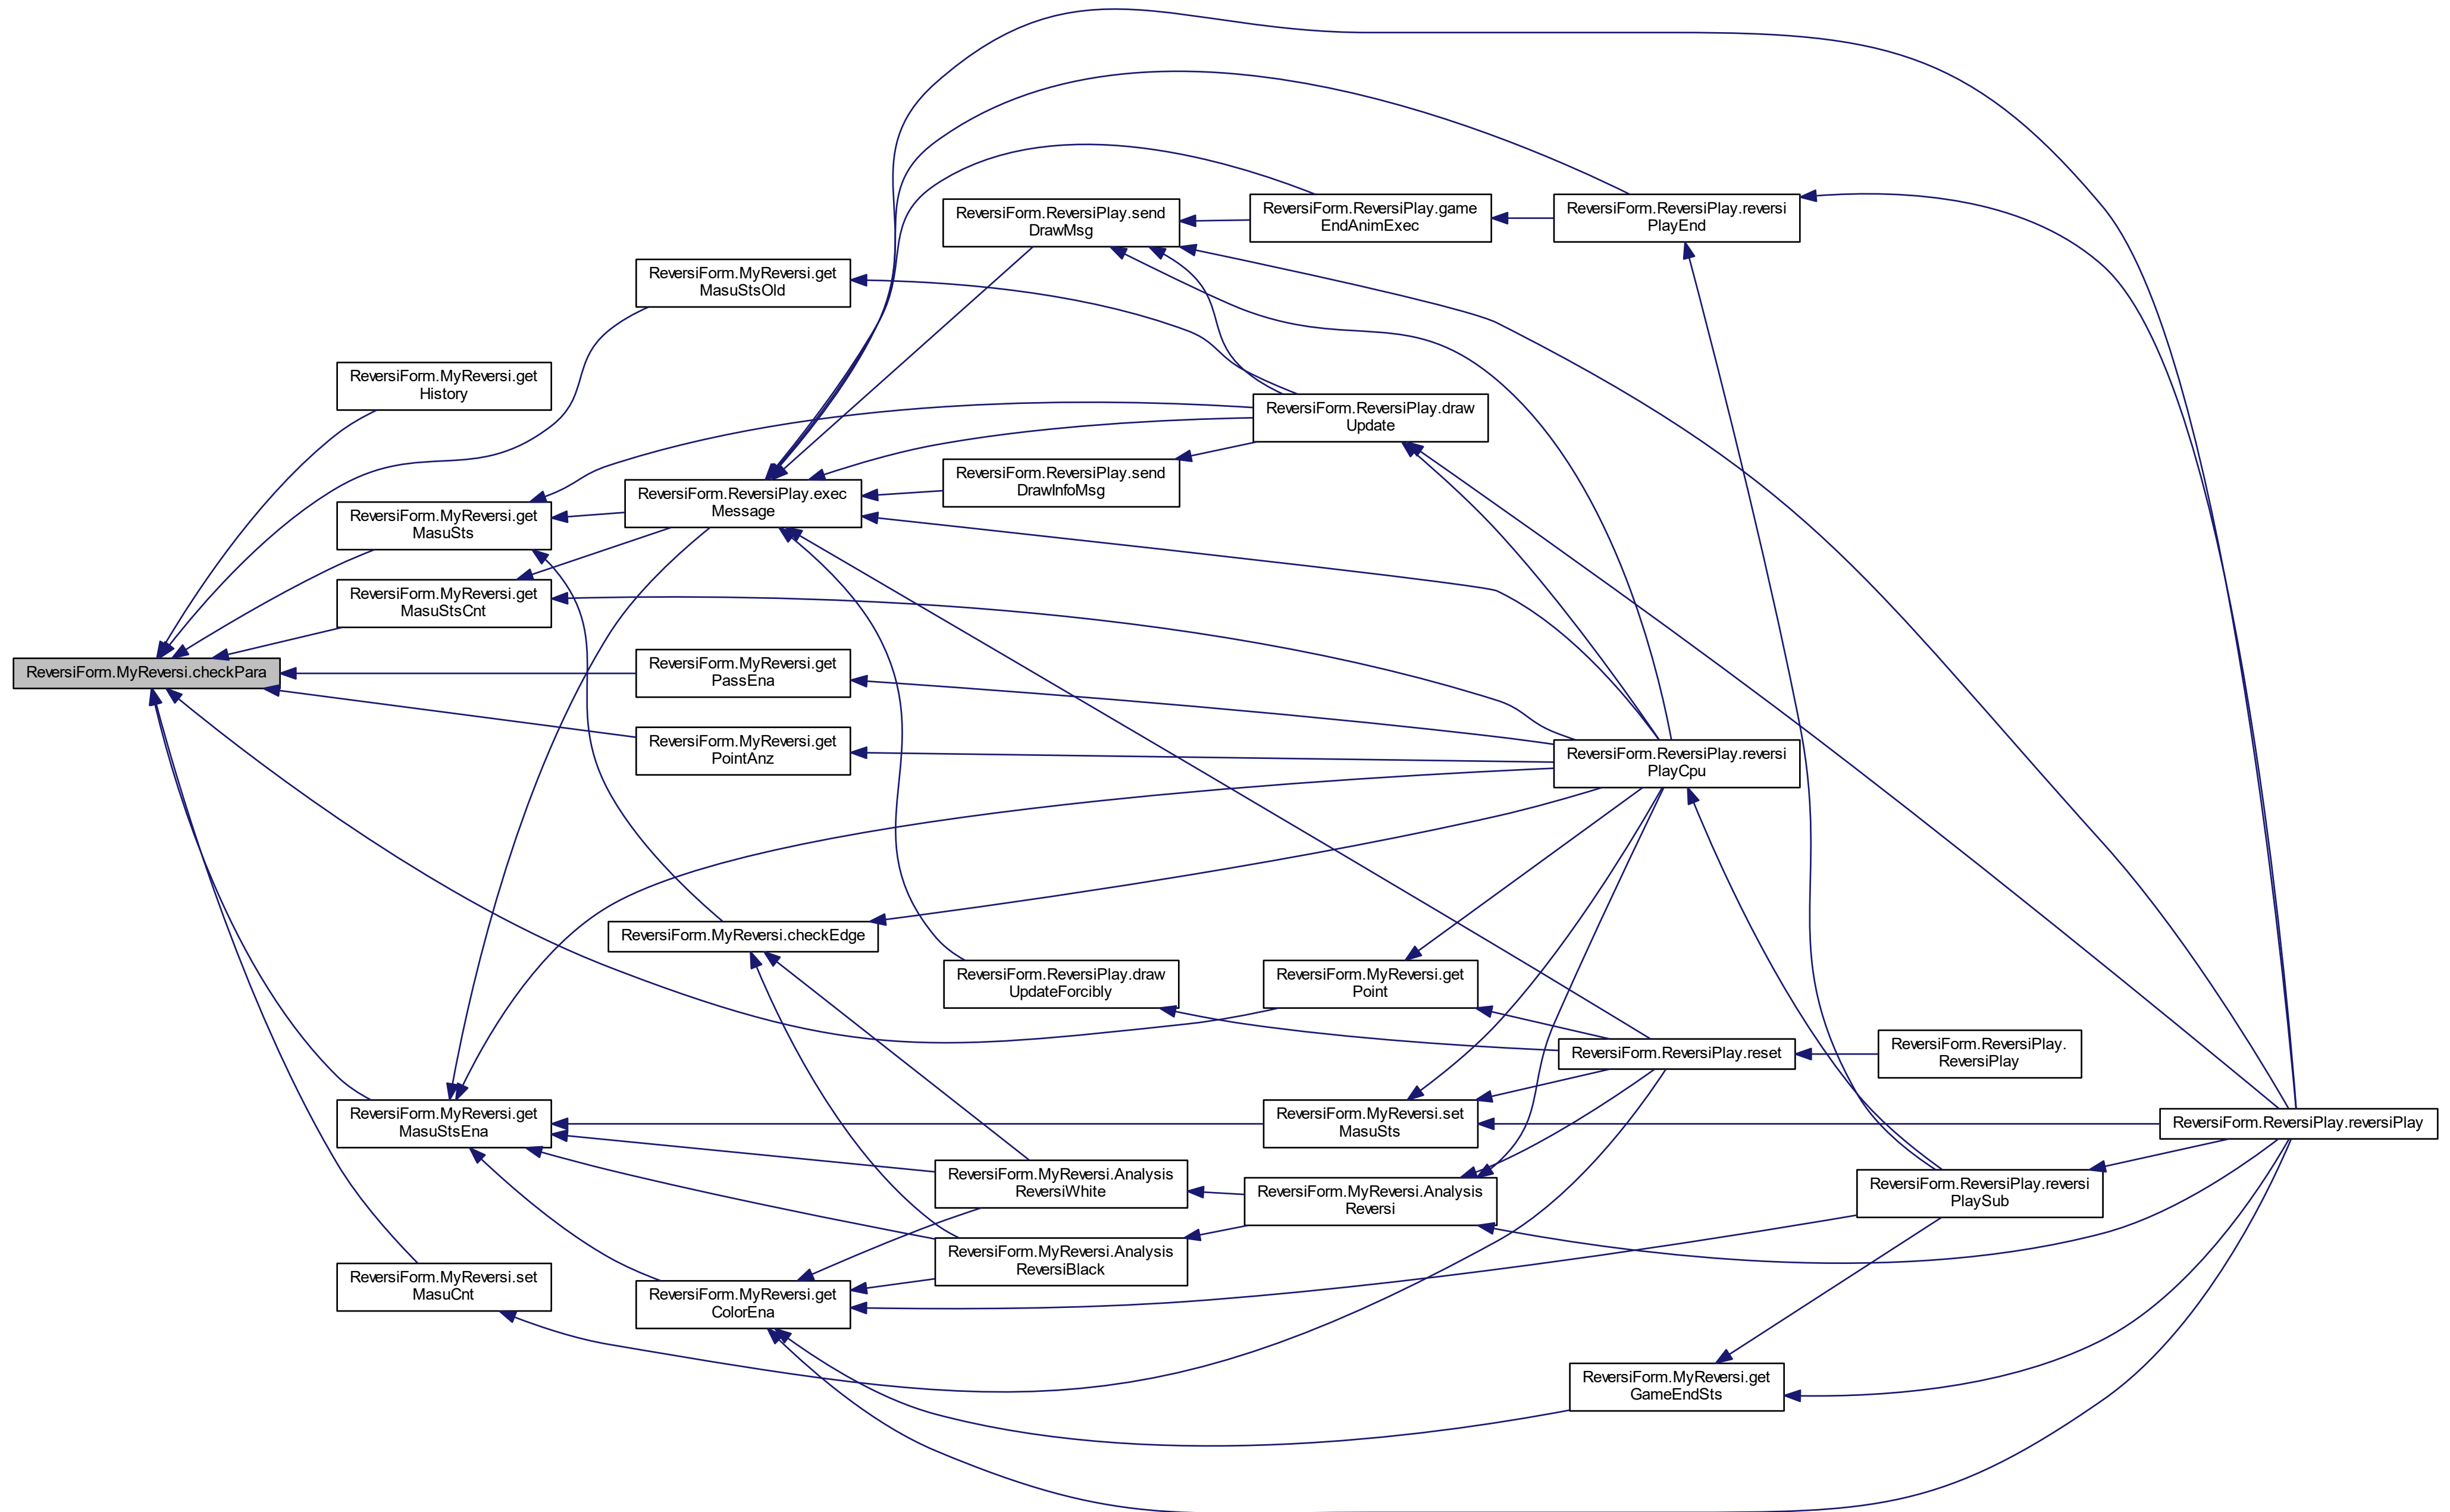 ReversiForm.ReversiPlay.send
DrawMsg
ReversiForm.ReversiPlay.game
EndAnimExec
ReversiForm.ReversiPlay.reversi
PlayEnd
ReversiForm.MyReversi.get
MasuStsOld
ReversiForm.MyReversi.get
History
ReversiForm.ReversiPlay.draw
Update
ReversiForm.ReversiPlay.send
DrawInfoMsg
ReversiForm.ReversiPlay.exec
Message
ReversiForm.MyReversi.get
MasuSts
ReversiForm.MyReversi.get
MasuStsCnt
ReversiForm.MyReversi.checkPara
ReversiForm.MyReversi.get
PassEna
ReversiForm.MyReversi.get
PointAnz
ReversiForm.ReversiPlay.reversi
PlayCpu
ReversiForm.MyReversi.checkEdge
ReversiForm.ReversiPlay.draw
UpdateForcibly
ReversiForm.MyReversi.get
Point
ReversiForm.ReversiPlay.reset
ReversiForm.ReversiPlay.
ReversiPlay
ReversiForm.MyReversi.get
MasuStsEna
ReversiForm.MyReversi.set
MasuSts
ReversiForm.ReversiPlay.reversiPlay
ReversiForm.MyReversi.Analysis
ReversiWhite
ReversiForm.MyReversi.Analysis
Reversi
ReversiForm.ReversiPlay.reversi
PlaySub
ReversiForm.MyReversi.Analysis
ReversiBlack
ReversiForm.MyReversi.set
MasuCnt
ReversiForm.MyReversi.get
ColorEna
ReversiForm.MyReversi.get
GameEndSts